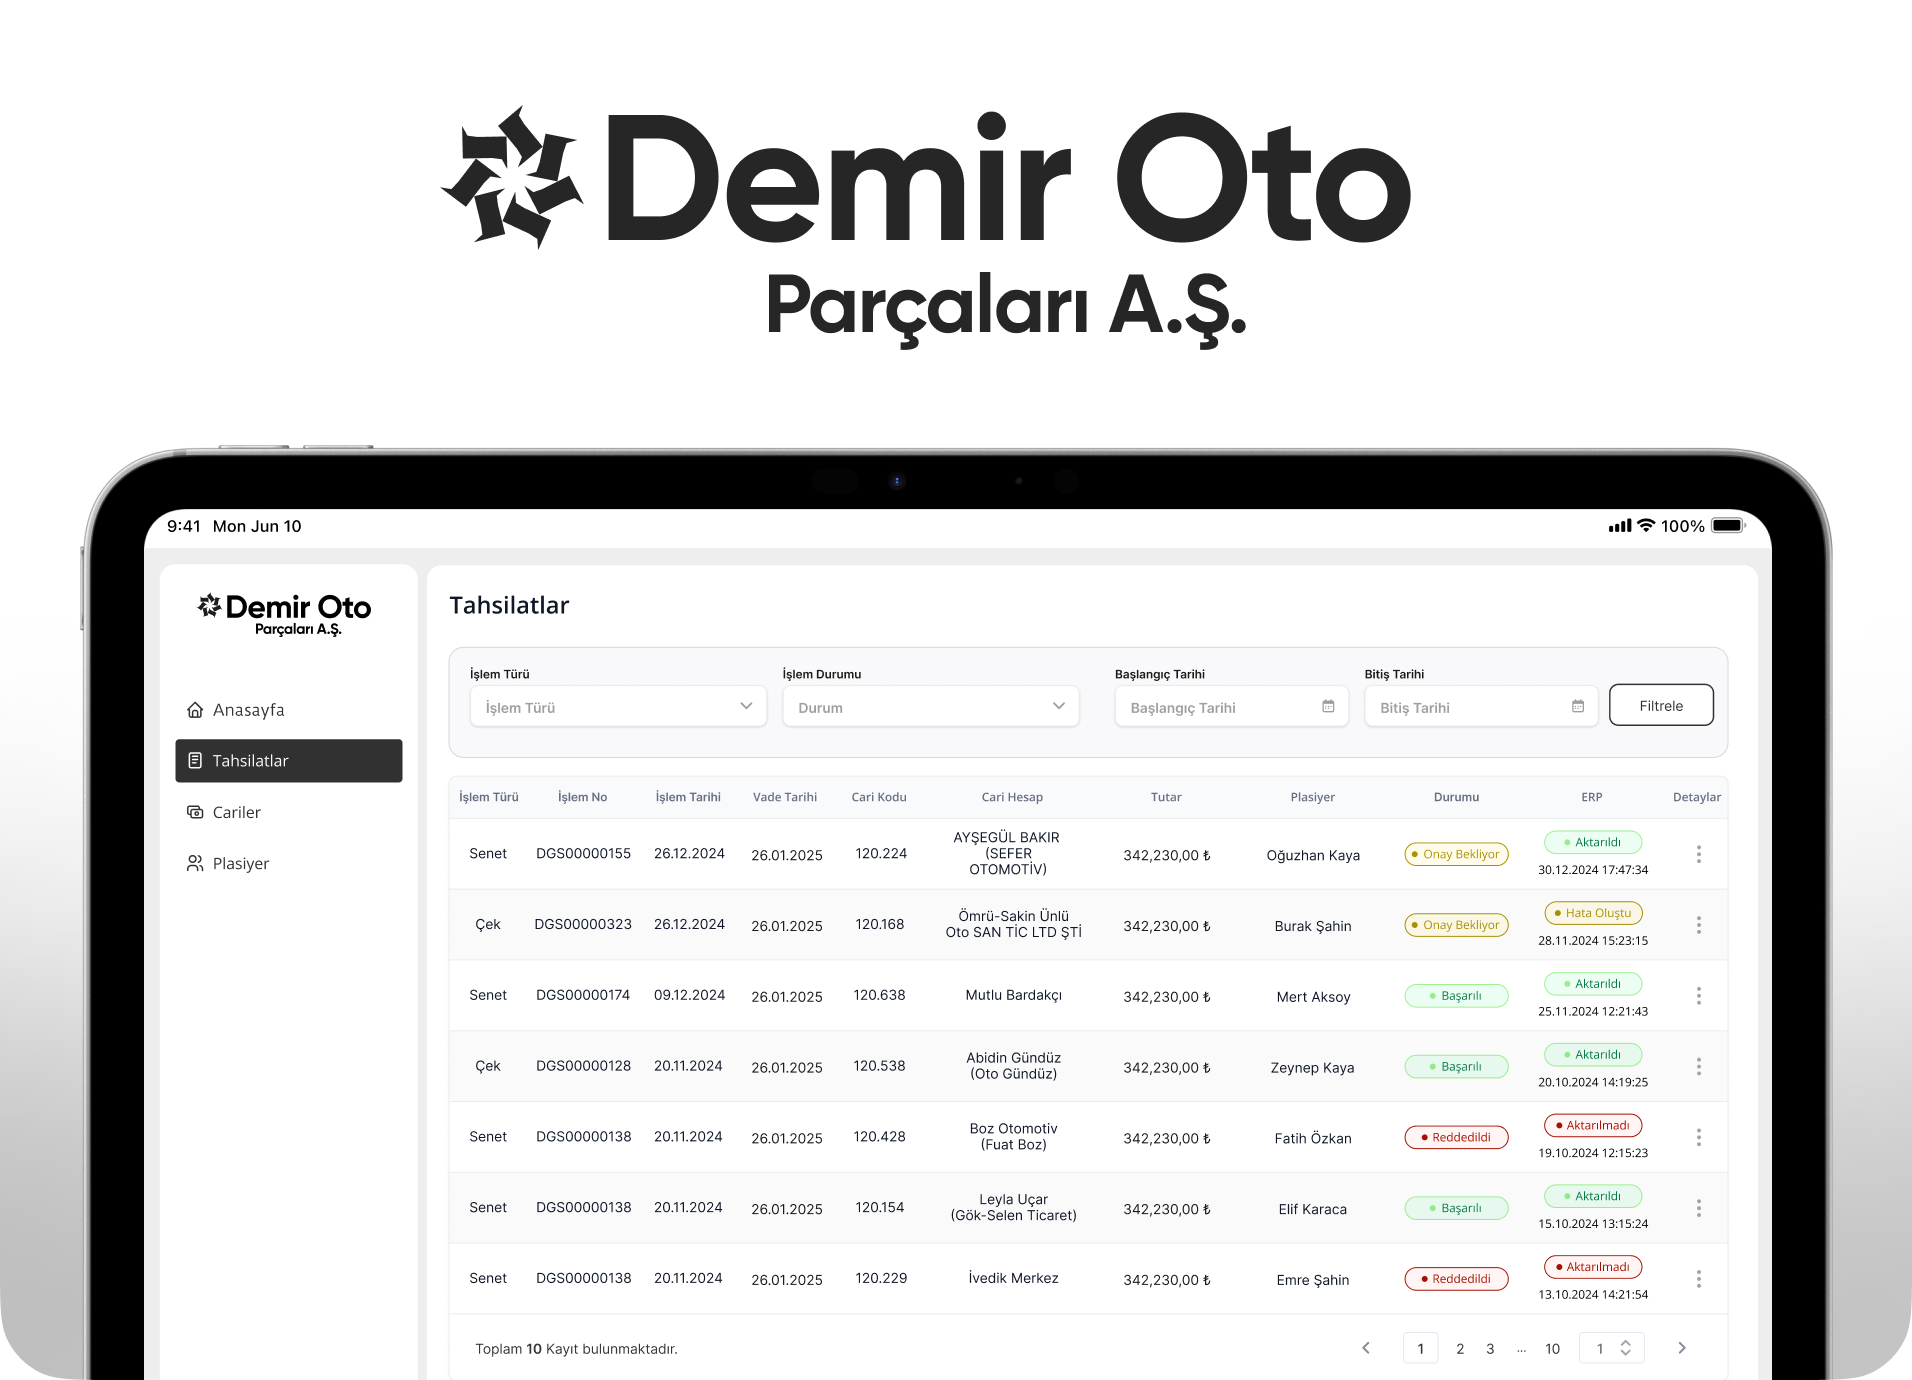 Demir Oto
Parçaları A.Ş.
9:41 Mon Jun 10
100%
Demir Oto
Parçaları A.Ş.
Anasayfa
Tahsilatlar
Cariler
Plasiyer
Tahsilatlar
İşlem Türü
İşlem Durumu
Başlangıç Tarihi
Bitiş Tarihi
İşlem Türü
Durum
Başlangıç Tarihi
Bitiş Tarihi
Filtrele
İşlem Türü İşlem No İşlem Tarihi Vade Tarihi Cari Kodu Cari Hesap Tutar Plasiyer Durumu ERP Detaylar
Senet DGS00000155 26.12.2024 26.01.2025 120.224 AYŞEGÜL BAKIR
(SEFER
OTOMOTİV)
342,230,00 ₺ Oğuzhan Kaya Onay Bekliyor Aktarıldı
30.12.2024 17:47:34
Çek DGS00000323 26.12.2024 26.01.2025 120.168 Ömrü-Sakin Ünlü
Oto SAN TİC LTD ŞTİ
342,230,00 ₺ Burak Şahin Onay Bekliyor Hata Oluştu
28.11.2024 15:23:15
Senet DGS00000174 09.12.2024 26.01.2025 120.638 Mutlu Bardakçı 342,230,00 ₺ Mert Aksoy Başarılı Aktarıldı
25.11.2024 12:21:43
Çek DGS00000128 20.11.2024 26.01.2025 120.538 Abidin Gündüz
(Oto Gündüz)
342,230,00 ₺ Zeynep Kaya Başarılı Aktarıldı
20.10.2024 14:19:25
Senet DGS00000138 20.11.2024 26.01.2025 120.428 Boz Otomotiv
(Fuat Boz)
342,230,00 ₺ Fatih Özkan Reddedildi Aktarılmadı
19.10.2024 12:15:23
Senet DGS00000138 20.11.2024 26.01.2025 120.154 Leyla Uçar
(Gök-Selen Ticaret)
342,230,00 ₺ Elif Karaca Başarılı Aktarıldı
15.10.2024 13:15:24
Senet DGS00000138 20.11.2024 26.01.2025 120.229 İvedik Merkez 342,230,00 ₺ Emre Şahin Reddedildi Aktarılmadı
13.10.2024 14:21:54
Toplam 10 Kayıt bulunmaktadır.
1 2 3 ... 10 1